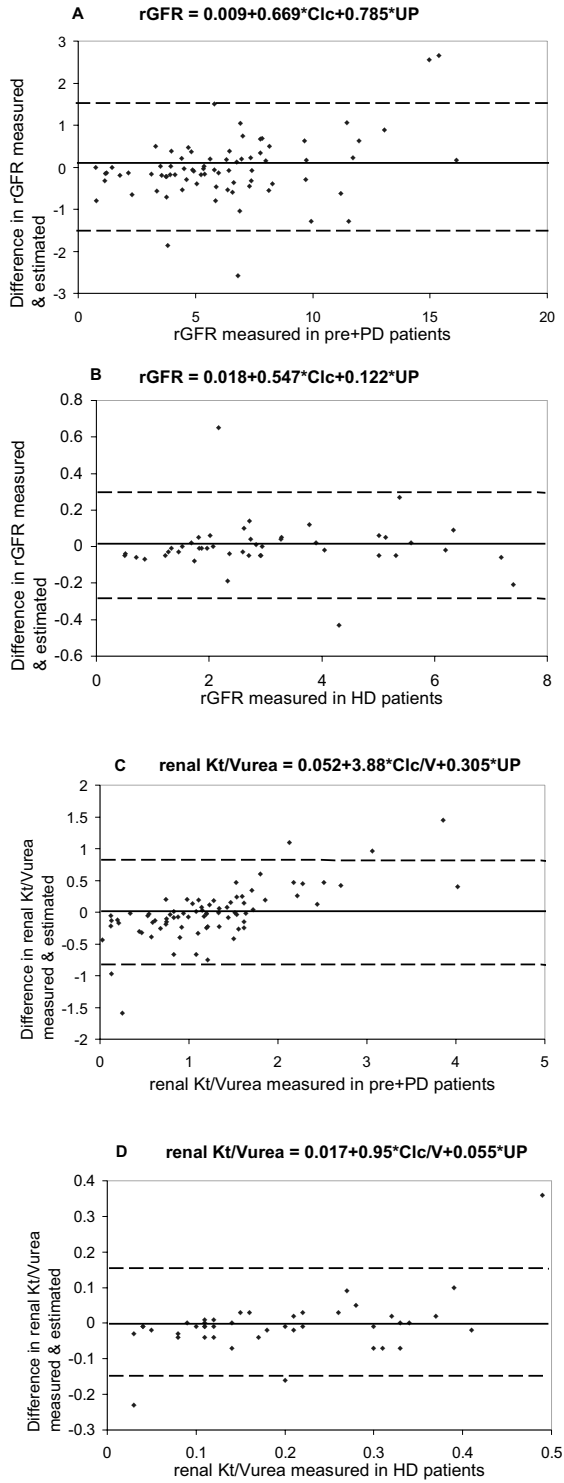 A
rGFR = 0.009+0.669*Clc+0.785*UP
3
2
1
0
-1
-2
-3
0 5 10 15 20
Difference in rGFR measured
& estimated
rGFR measured in pre+PD patients
B
rGFR = 0.018+0.547*Clc+0.122*UP
0.8
0.6
0.4
0.2
0
-0.2
-0.4
-0.6
0 2 4 6 8
Difference in rGFR measured
& estimated
rGFR measured in HD patients
C
renal Kt/Vurea = 0.052+3.88*Clc/V+0.305*UP
2
1.5
1
0.5
0
-0.5
-1
-1.5
-2
0 1 2 3 4 5
Difference in renal Kt/Vurea
measured & estimated
renal Kt/Vurea measured in pre+PD patients
D
renal Kt/Vurea = 0.017+0.95*Clc/V+0.055*UP
0.4
0.3
0.2
0.1
0
-0.1
-0.2
-0.3
0 0.1 0.2 0.3 0.4 0.5
Difference in renal Kt/Vurea
measured & estimated
renal Kt/Vurea measured in HD patients